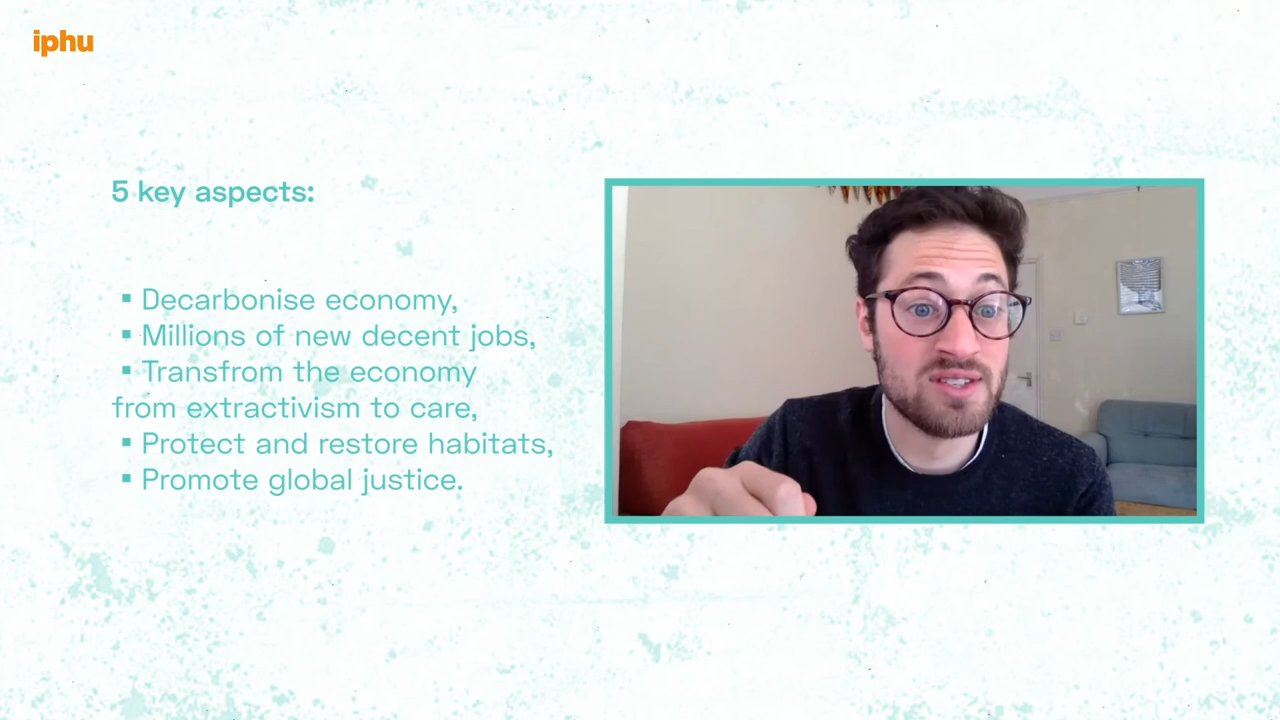 iphu
5 key aspects:
▪ Decarbonise economy,
▪ Millions of new decent jobs,
▪ Transfrom the economy
from extractivism to care,
▪ Protect and restore habitats,
▪ Promote global justice.